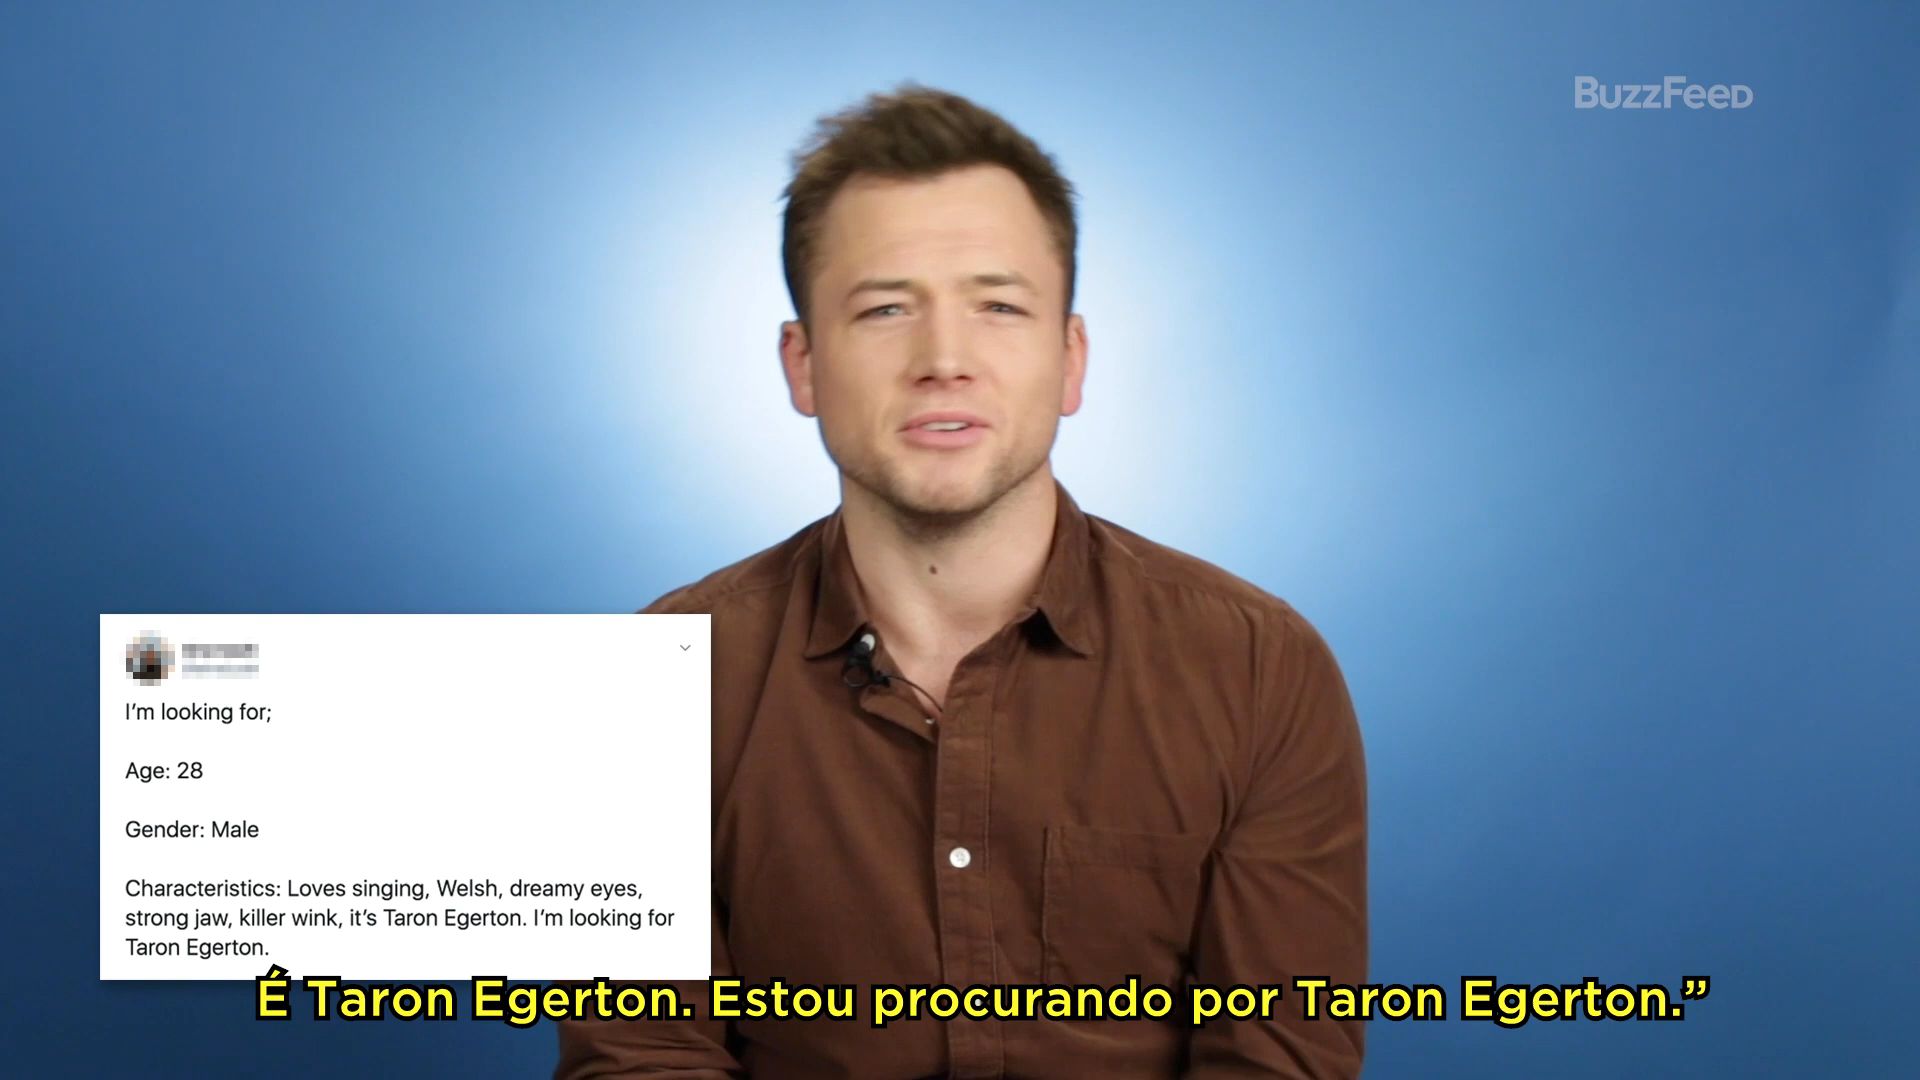 BuzzFeed
I'm looking for;
Age: 28
Gender: Male
Characteristics: Loves singing, Welsh, dreamy eyes,
strong jaw, killer wink, it's Taron Egerton. I'm looking for
Taron Egerton.
É Taron Egerton. Estou procurando por Taron Egerton.”